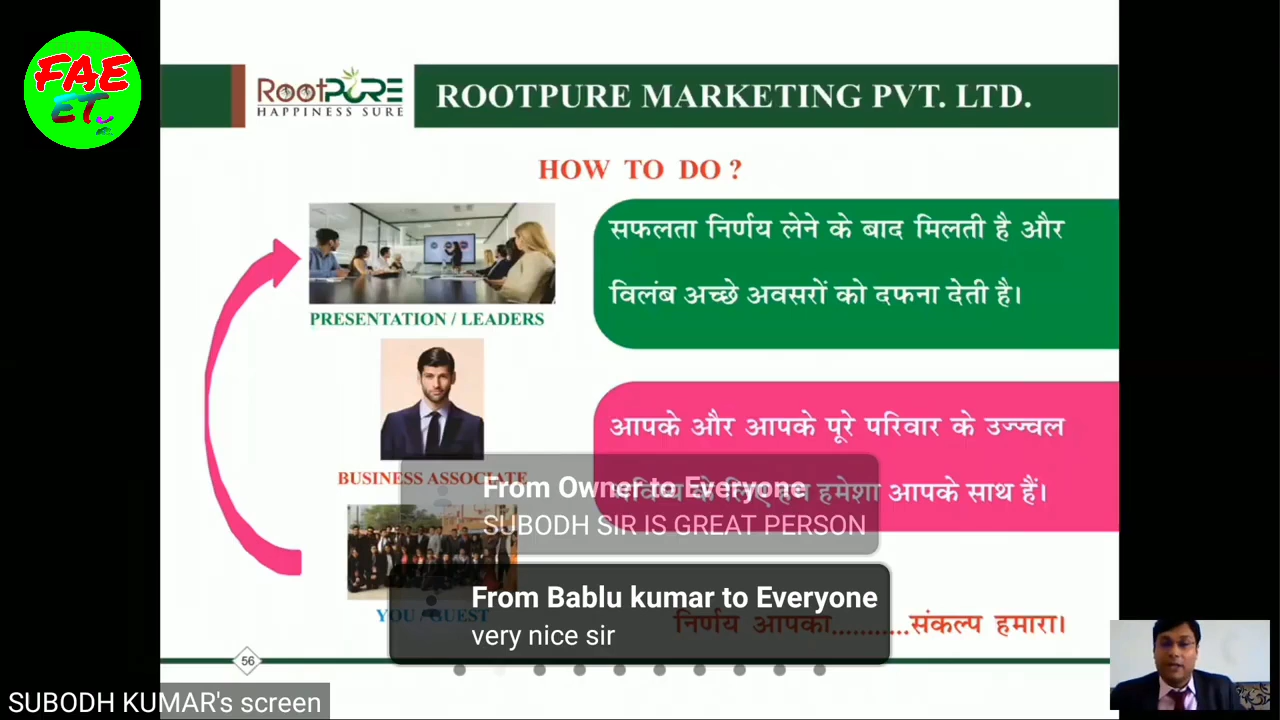 FAE
ET
RootPURE
HAPPINESS SURE
ROOTPURE MARKETING PVT. LTD.
HOW TO DO ?
सफलता निर्णय लेने के बाद मिलती है और
विलंब अच्छे अवसरों को दफना देती है।
PRESENTATION / LEADERS
आपके और आपके पूरे परिवार के उज्ज्वल
भविष्य के लिए हम हमेशा आपके साथ हैं।
BUSINESS ASSOCIATE
From Owner to Everyone
SUBODH SIR IS GREAT PERSON
From Bablu kumar to Everyone
very nice sir
YOU / GUEST
निर्णय आपका...........संकल्प हमारा।
56
SUBODH KUMAR's screen